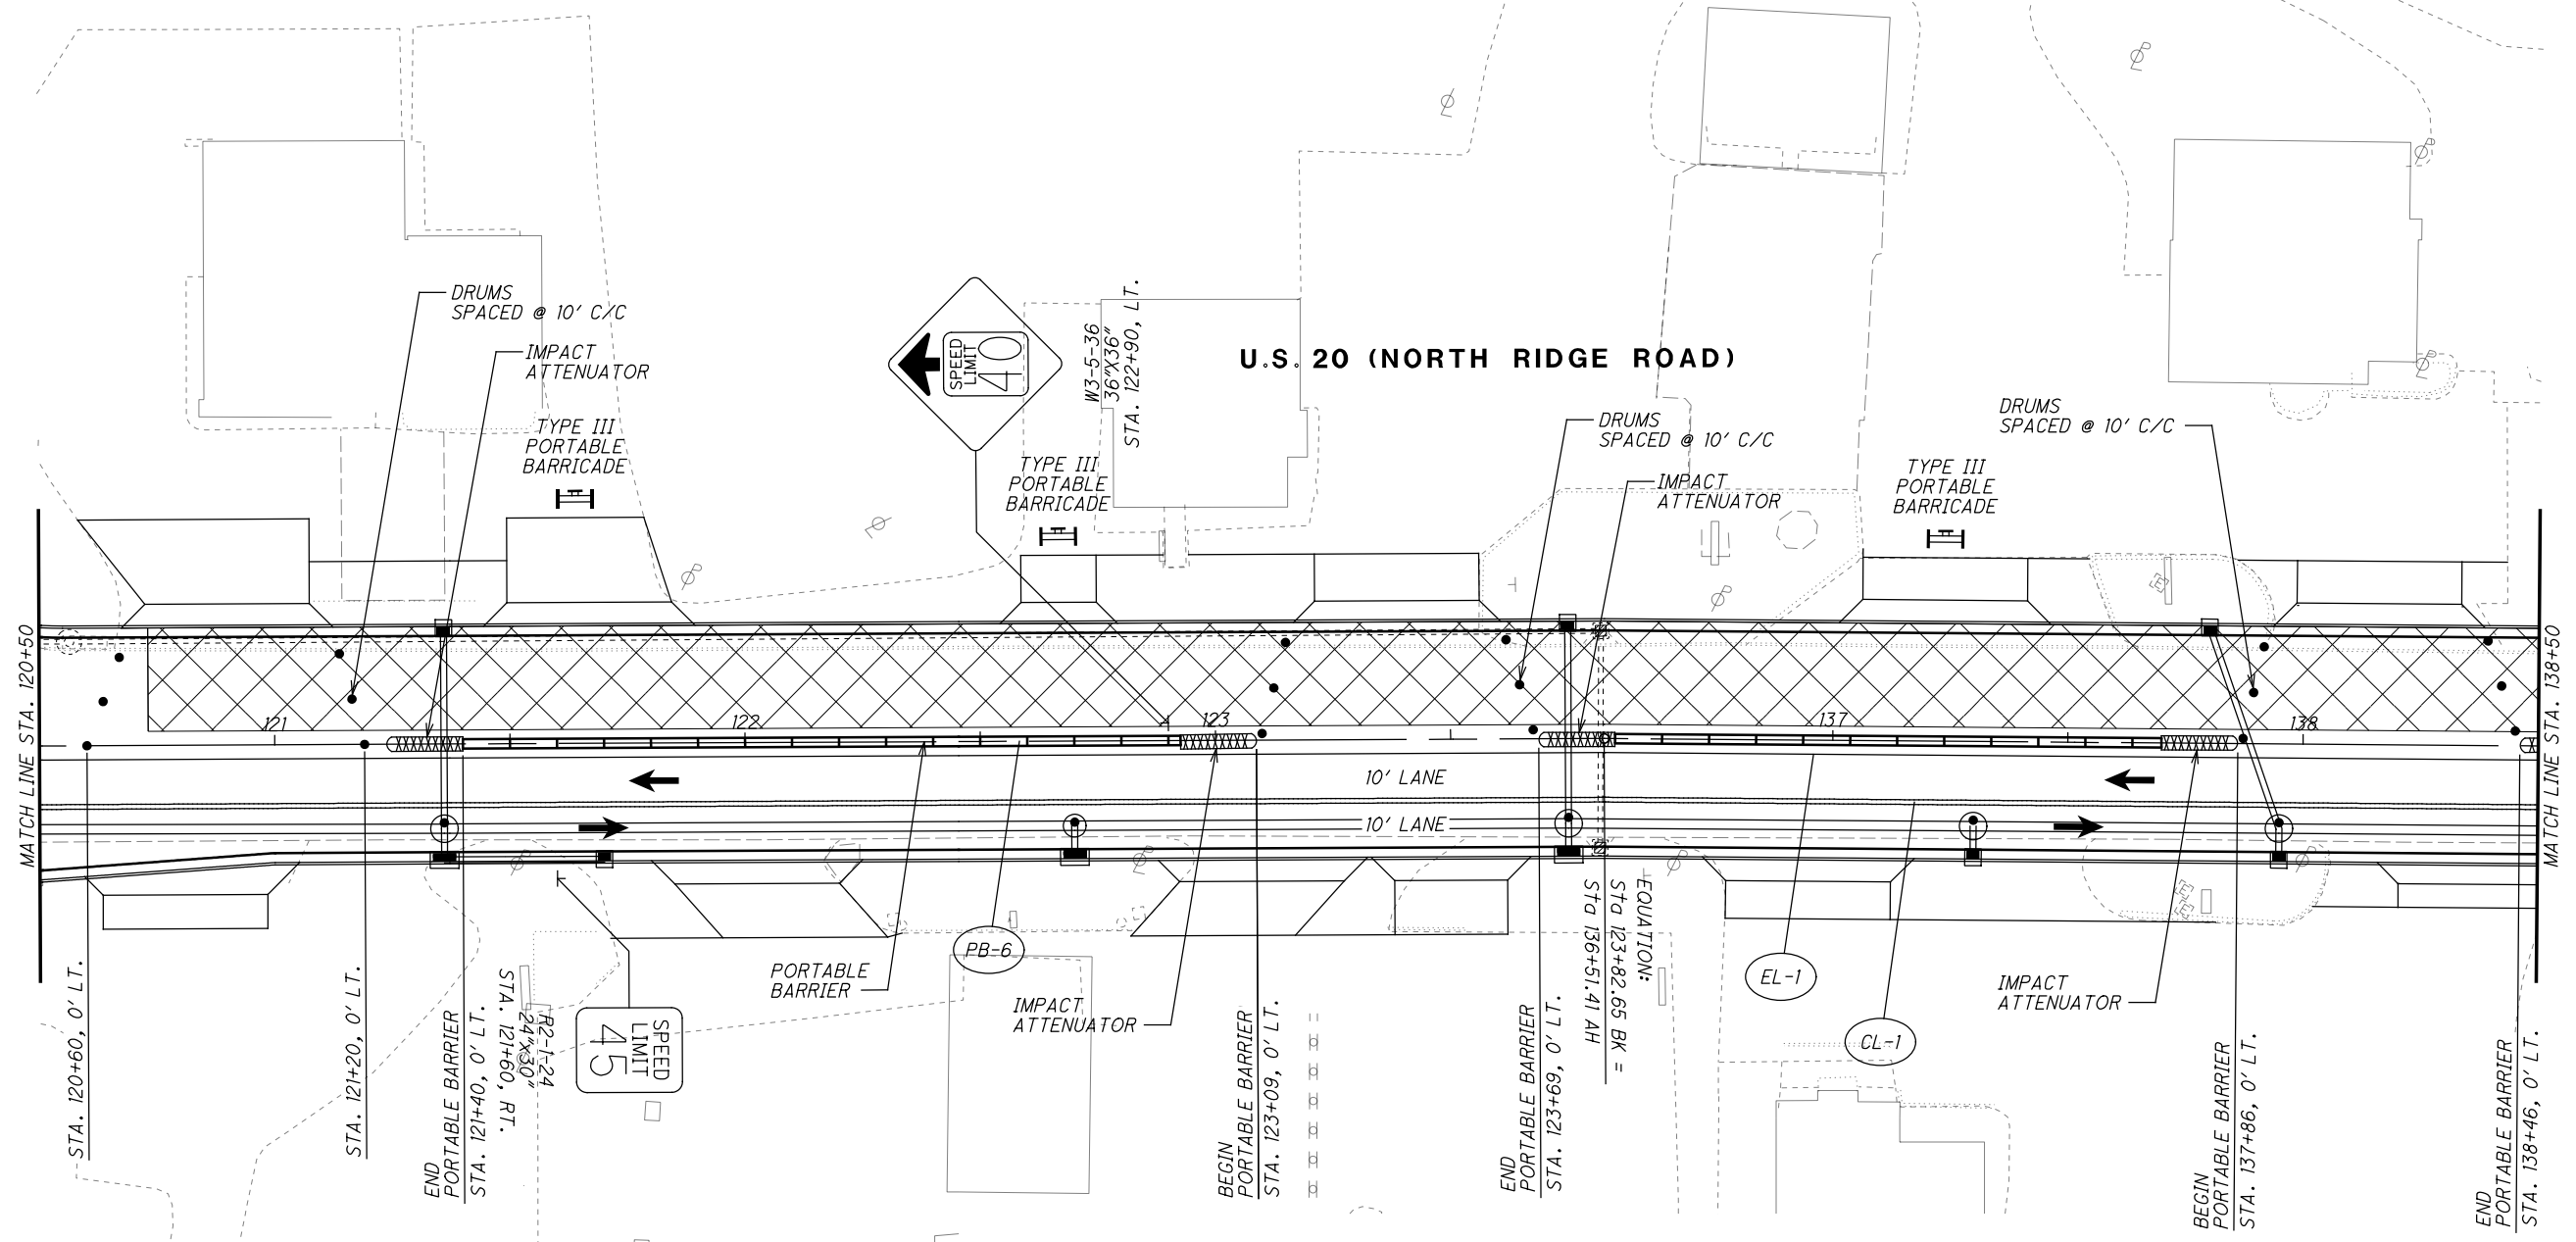 DRUMS
SPACED @ 10' C/C
IMPACT
ATTENUATOR
TYPE III
PORTABLE
BARRICADE
SPEED
LIMIT
40
W3-5-36
36"X36"
STA. 122+90, LT.
U.S. 20 (NORTH RIDGE ROAD)
TYPE III
PORTABLE
BARRICADE
DRUMS
SPACED @ 10' C/C
IMPACT
ATTENUATOR
TYPE III
PORTABLE
BARRICADE
DRUMS
SPACED @ 10' C/C
MATCH LINE STA. 120+50
121
122
123
137
138
MATCH LINE STA. 138+50
10' LANE
10' LANE
STA. 120+60, 0' LT.
STA. 121+20, 0' LT.
END
PORTABLE BARRIER
STA. 121+40, 0' LT.
R2-1-24
24"x30"
STA. 121+60, RT.
SPEED
LIMIT
45
PORTABLE
BARRIER
PB-6
IMPACT
ATTENUATOR
BEGIN
PORTABLE BARRIER
STA. 123+09, 0' LT.
END
PORTABLE BARRIER
STA. 123+69, 0' LT.
EQUATION:
Sta 123+82.65 BK =
Sta 136+51.41 AH
EL-1
CL-1
IMPACT
ATTENUATOR
BEGIN
PORTABLE BARRIER
STA. 137+86, 0' LT.
END
PORTABLE BARRIER
STA. 138+46, 0' LT.